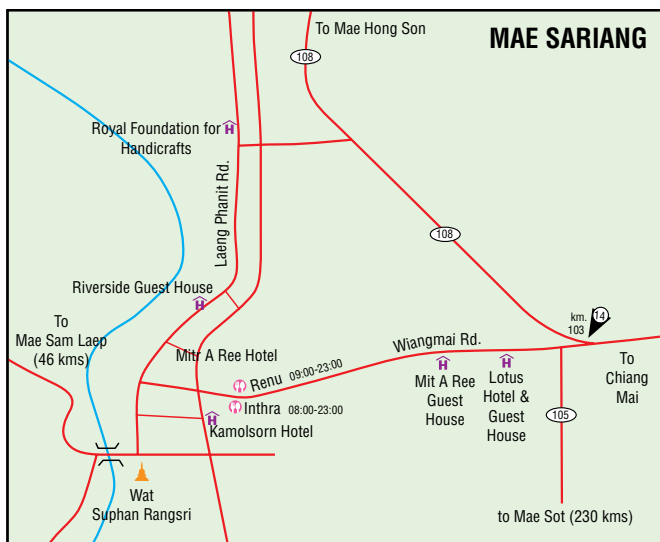 MAE SARIANG
To Mae Hong Son
108
Royal Foundation for
Handicrafts
Laeng Phanit Rd.
108
Riverside Guest House
km.
103
14
To
Mae Sam Laep
(46 kms)
Mitr A Ree Hotel
Wiangmai Rd.
Renu 09:00-23:00
Inthra 08:00-23:00
Kamolsorn Hotel
Mit A Ree
Guest
House
Lotus
Hotel &
Guest
House
To
Chiang
Mai
105
Wat
Suphan Rangsri
to Mae Sot (230 kms)